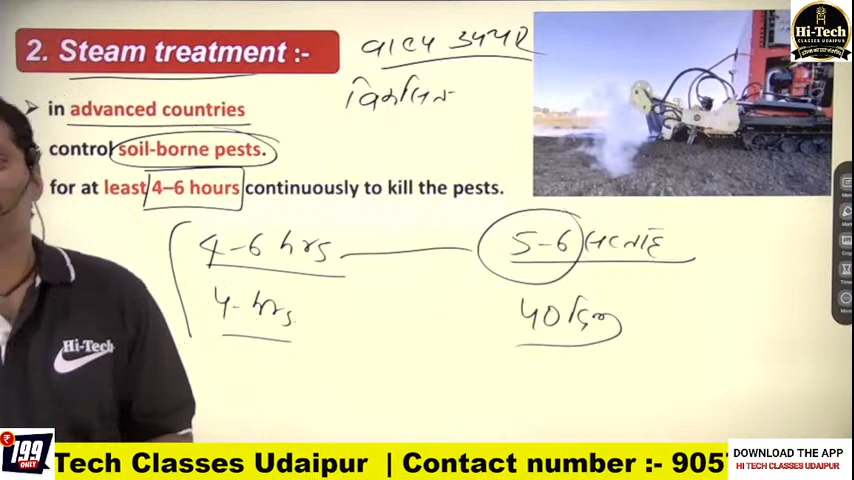 2. Steam treatment :-
वाष्प उपचार
➤ in advanced countries
control soil-borne pests.
for at least 4–6 hours continuously to kill the pests.
4-6 hrs 5-6 सप्ताह
4-hrs 40 दिन
Hi-Tech
Hi-Tech
CLASSES UDAIPUR
₹ 199 ONLY
Tech Classes Udaipur | Contact number :- 905
DOWNLOAD THE APP
HI TECH CLASSES UDAIPUR